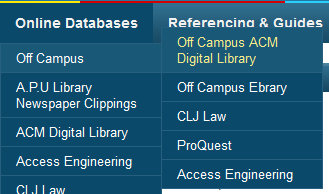 Online Databases
Referencing & Guides
Off Campus
A.P.U Library
Newspaper Clippings
ACM Digital Library
Access Engineering
CLJ Law
Off Campus ACM
Digital Library
Off Campus Ebrary
CLJ Law
ProQuest
Access Engineering